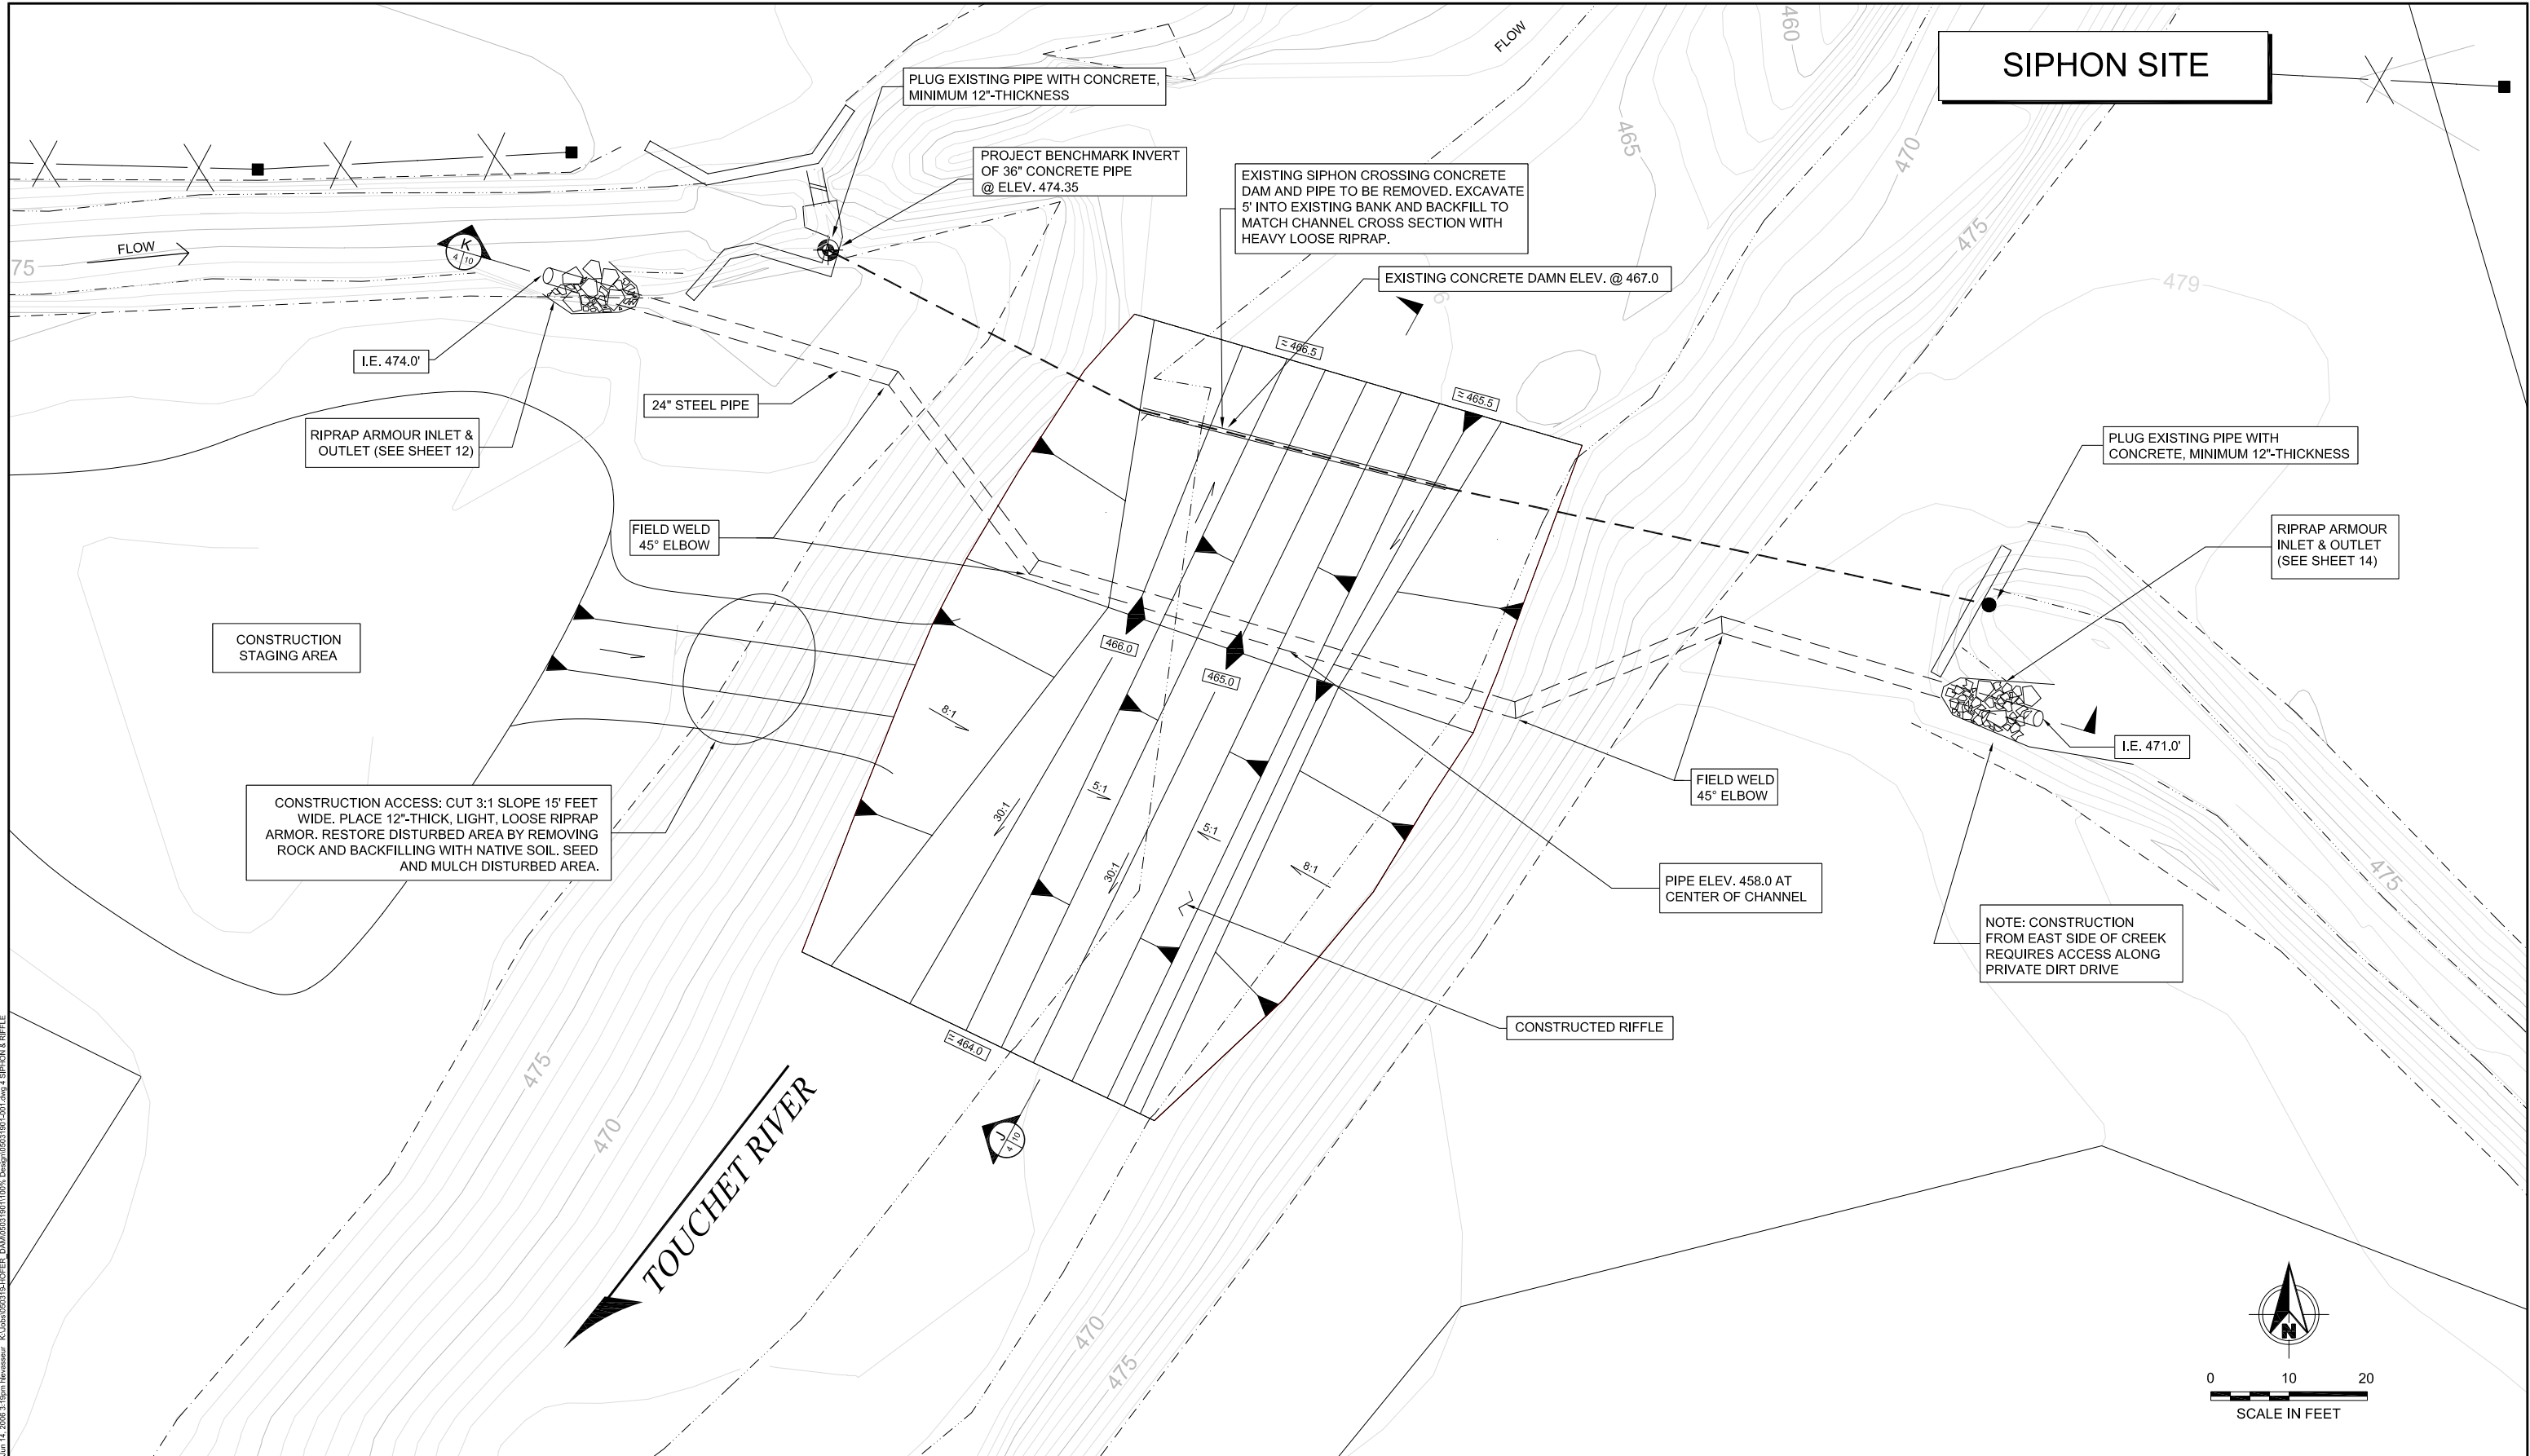 SIPHON SITE
FLOW
460
PLUG EXISTING PIPE WITH CONCRETE,
MINIMUM 12"-THICKNESS
465
470
PROJECT BENCHMARK INVERT
OF 36" CONCRETE PIPE
@ ELEV. 474.35
EXISTING SIPHON CROSSING CONCRETE
DAM AND PIPE TO BE REMOVED. EXCAVATE
5' INTO EXISTING BANK AND BACKFILL TO
MATCH CHANNEL CROSS SECTION WITH
HEAVY LOOSE RIPRAP.
475
FLOW
K
4 10
75
EXISTING CONCRETE DAMN ELEV. @ 467.0
479
I.E. 474.0'
≈ 466.5
≈ 465.5
24" STEEL PIPE
RIPRAP ARMOUR INLET &
OUTLET (SEE SHEET 12)
PLUG EXISTING PIPE WITH
CONCRETE, MINIMUM 12"-THICKNESS
FIELD WELD
45° ELBOW
RIPRAP ARMOUR
INLET & OUTLET
(SEE SHEET 14)
CONSTRUCTION
STAGING AREA
466.0
465.0
8:1
I.E. 471.0'
FIELD WELD
45° ELBOW
CONSTRUCTION ACCESS: CUT 3:1 SLOPE 15' FEET
WIDE. PLACE 12"-THICK, LIGHT, LOOSE RIPRAP
ARMOR. RESTORE DISTURBED AREA BY REMOVING
ROCK AND BACKFILLING WITH NATIVE SOIL. SEED
AND MULCH DISTURBED AREA.
30:1
5:1
5:1
30:1
8:1
PIPE ELEV. 458.0 AT
CENTER OF CHANNEL
475
NOTE: CONSTRUCTION
FROM EAST SIDE OF CREEK
REQUIRES ACCESS ALONG
PRIVATE DIRT DRIVE
CONSTRUCTED RIFFLE
≈ 464.0
475
470
J
4 10
TOUCHET RIVER
470
475
N
0 10 20
SCALE IN FEET